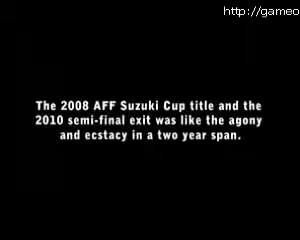 http://gameo
The 2008 AFF Suzuki Cup title and the
2010 semi-final exit was like the agony
and ecstacy in a two year span.